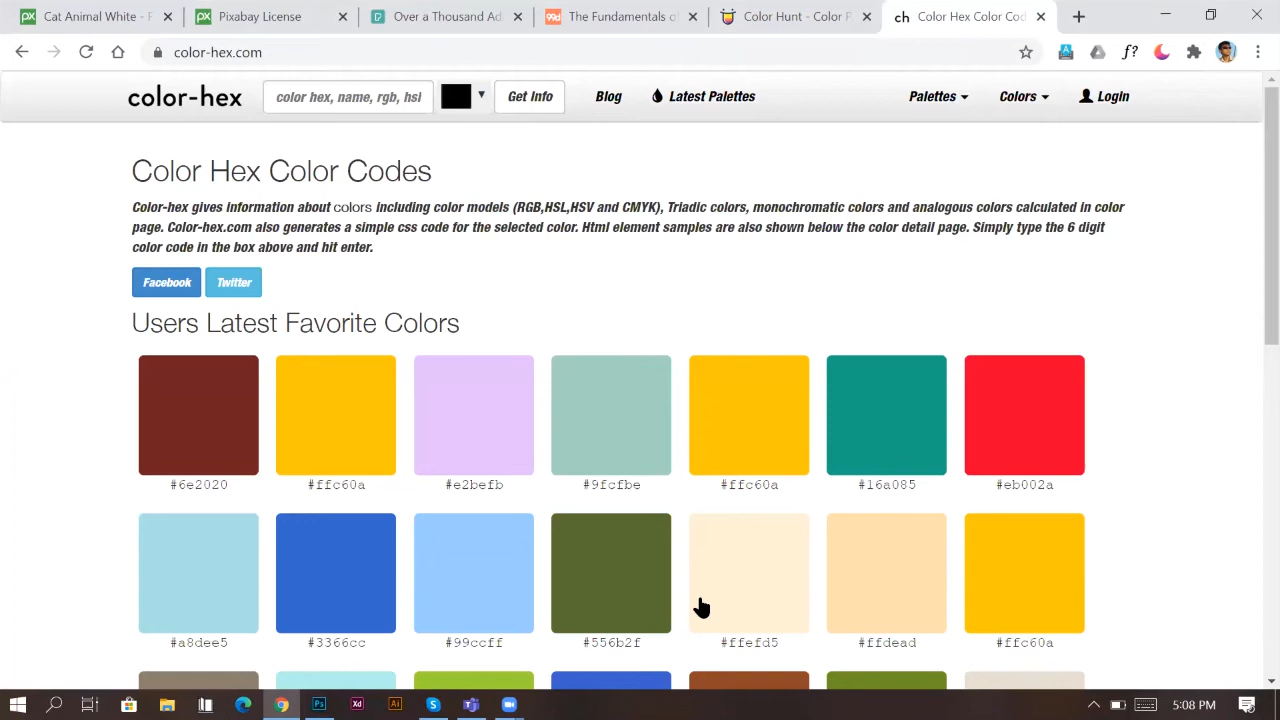 Cat Animal White - F
Pixabay License
Over a Thousand Ad
99d The Fundamentals o
Color Hunt - Color P
ch Color Hex Color Cod
color-hex.com
f?
color-hex
color hex, name, rgb, hsl
Get Info
Blog
Latest Palettes
Palettes
Colors
Login
Color Hex Color Codes
Color-hex gives information about colors including color models (RGB,HSL,HSV and CMYK), Triadic colors, monochromatic colors and analogous colors calculated in color
page. Color-hex.com also generates a simple css code for the selected color. Html element samples are also shown below the color detail page. Simply type the 6 digit
color code in the box above and hit enter.
Facebook Twitter
Users Latest Favorite Colors
#6e2020 #ffc60a #e2befb #9fcfbe #ffc60a #16a085 #eb002a
#a8dee5 #3366cc #99ccff #556b2f #ffefd5 #ffdead #ffc60a
Ps Xd Ai
5:08 PM